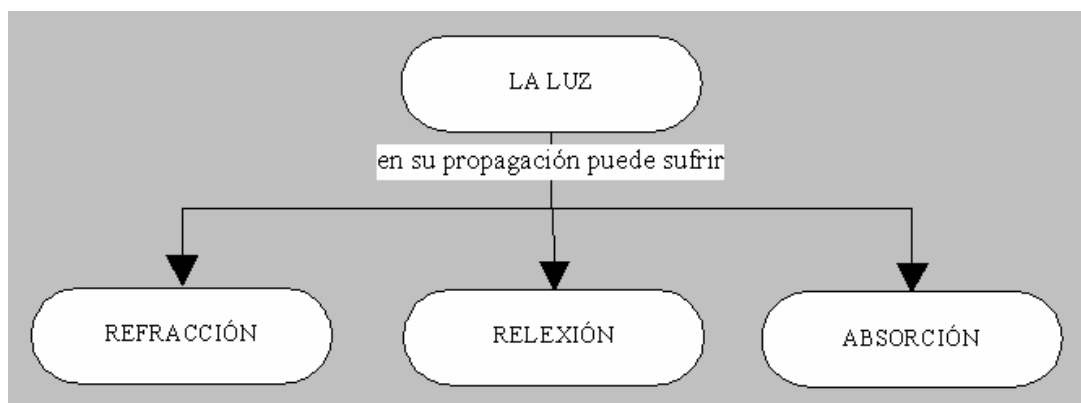 LA LUZ
en su propagación puede sufrir
REFRACCIÓN
RELEXIÓN
ABSORCIÓN